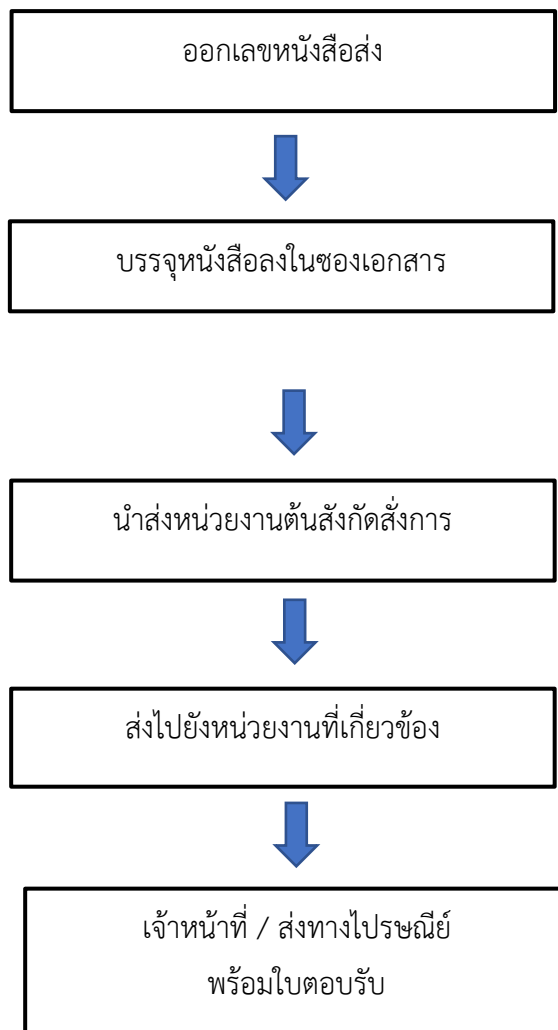 ออกเลขหนังสือส่ง
บรรจุหนังสือลงในซองเอกสาร
นำส่งหน่วยงานต้นสังกัดสั่งการ
ส่งไปยังหน่วยงานที่เกี่ยวข้อง
เจ้าหน้าที่ / ส่งทางไปรษณีย์
พร้อมใบตอบรับ